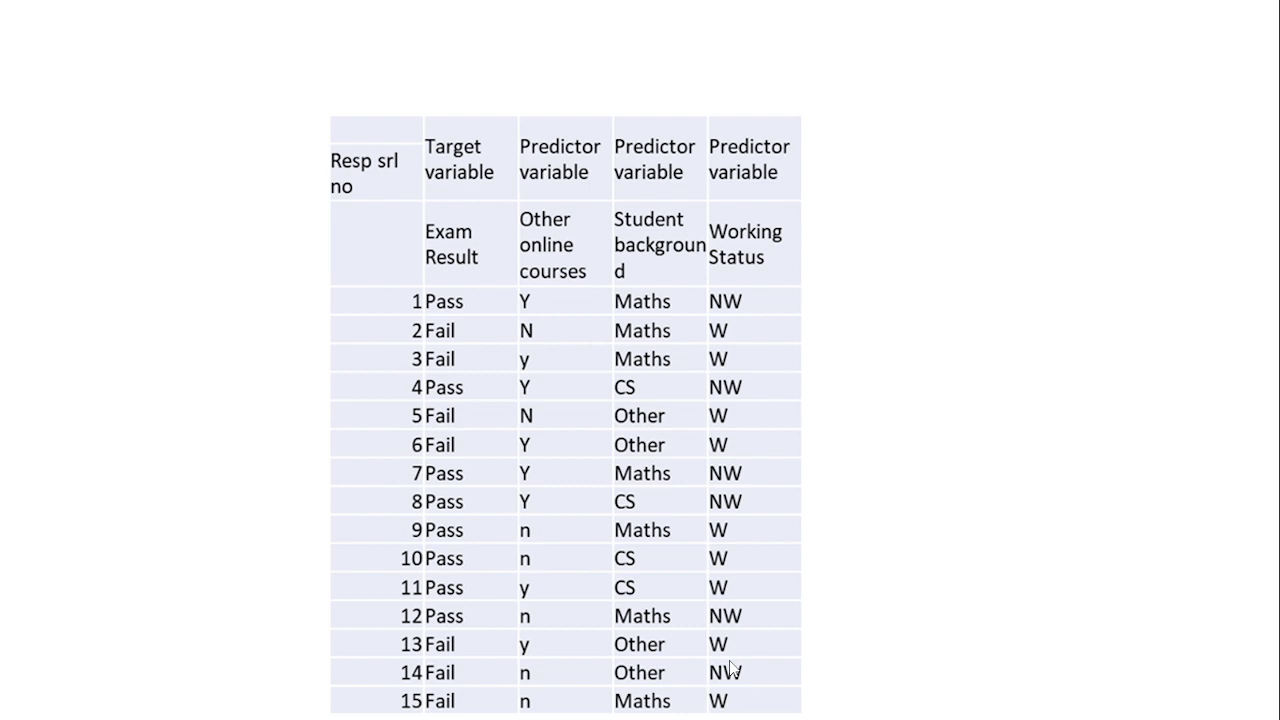 Resp srl no Target variable Predictor variable Predictor variable Predictor variable
Exam Result Other online courses Student background Working Status
1 Pass Y Maths NW
2 Fail N Maths W
3 Fail y Maths W
4 Pass Y CS NW
5 Fail N Other W
6 Fail Y Other W
7 Pass Y Maths NW
8 Pass Y CS NW
9 Pass n Maths W
10 Pass n CS W
11 Pass y CS W
12 Pass n Maths NW
13 Fail y Other W
14 Fail n Other NW
15 Fail n Maths W